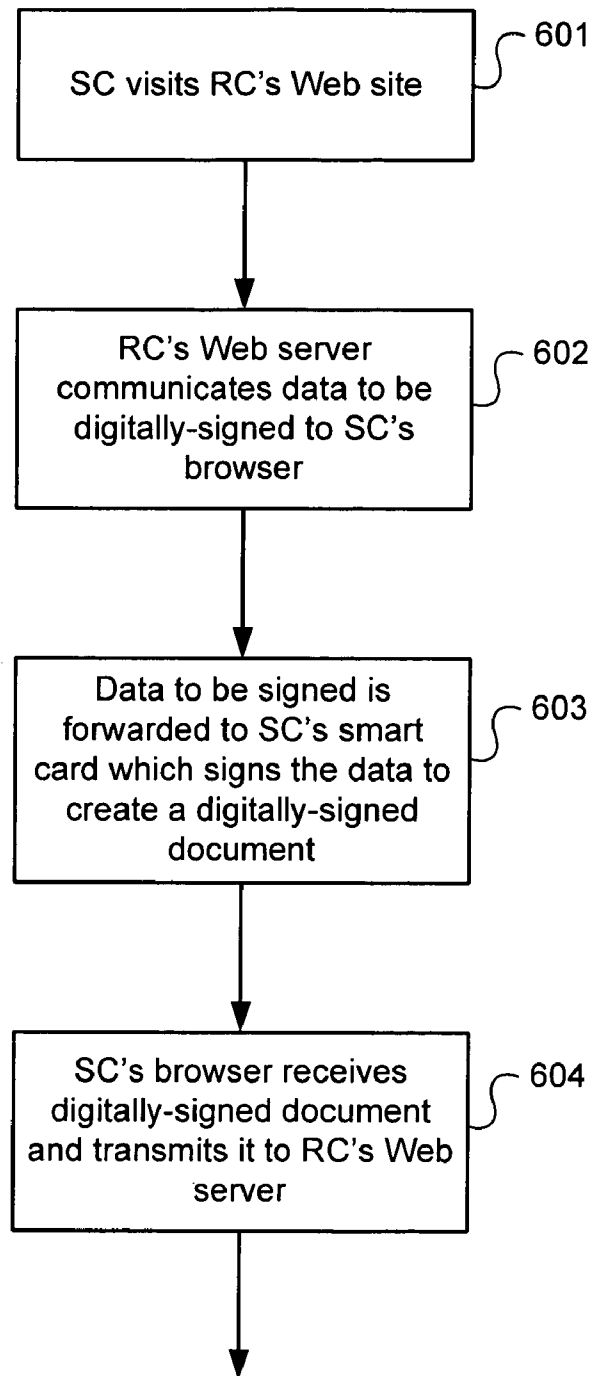 SC visits RC's Web site
601
RC's Web server
communicates data to be
digitally-signed to SC's
browser
602
Data to be signed is
forwarded to SC's smart
card which signs the data to
create a digitally-signed
document
603
SC's browser receives
digitally-signed document
and transmits it to RC's Web
server
604